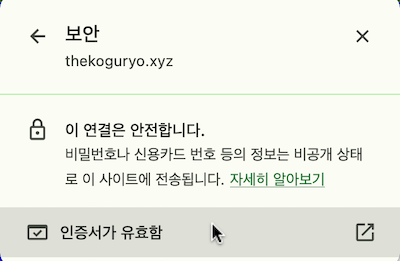 보안
thekoguryo.xyz
이 연결은 안전합니다.
비밀번호나 신용카드 번호 등의 정보는 비공개 상태
로 이 사이트에 전송됩니다. 자세히 알아보기
인증서가 유효함